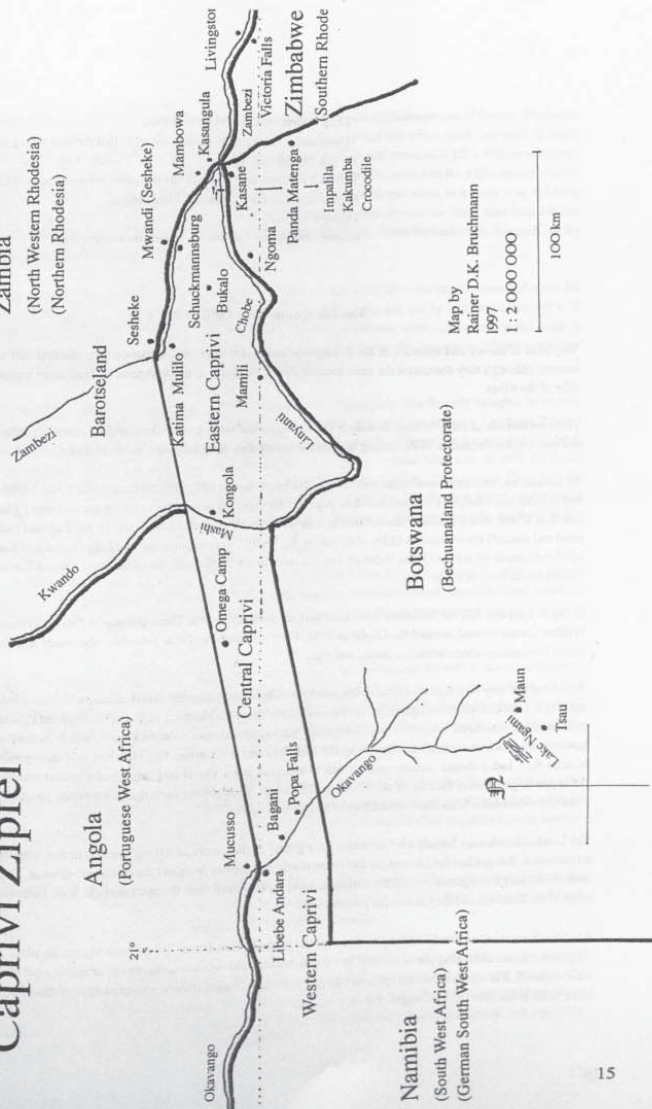 Caprivi Zipfel
Zambia
(North Western Rhodesia)
(Northern Rhodesia)
Angola
(Portuguese West Africa)
Barotseland
Zambezi
Kwando
Sesheke
Mwandi (Sesheke)
Mambowa
Kasangula
Livingston
Zambezi
Victoria Falls
Zimbabwe
(Southern Rhode
Katima Mulilo
Schuckmannsburg
Bukalo
Eastern Caprivi
Chobe
Ngoma
Kasane
Panda Matenga
Impalila
Kakumba
Crocodile
Mamili
Linyanti
Kongola
Mashi
Omega Camp
Central Caprivi
21°
Okavango
Mucusso
Libebe Andara
Bagani
Popa Falls
Western Caprivi
Okavango
Botswana
(Bechuanaland Protectorate)
Lake Ngami
Maun
Tsau
N
Namibia
(South West Africa)
(German South West Africa)
Map by
Rainer D.K. Bruchmann
1997
1 : 2 000 000
100 km
15